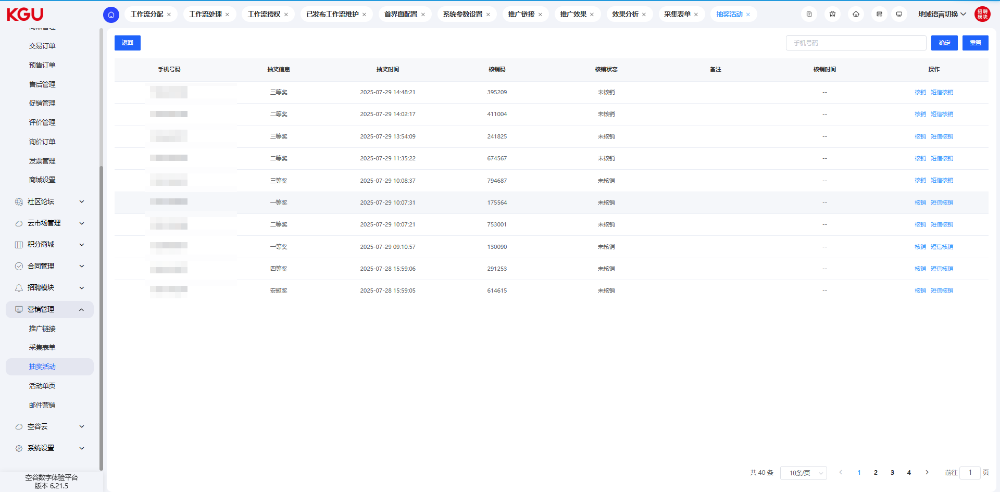 KGU
工作流分配 ×
工作流处理 ×
工作流授权 ×
已发布工作流维护 ×
首界面配置 ×
系统参数设置 ×
推广链接 ×
推广效果 ×
效果分析 ×
采集表单 ×
抽奖活动 ×
地域语言切换
招聘
模块
交易订单
预售订单
售后管理
促销管理
评价管理
询价订单
发票管理
商城设置
社区论坛
云市场管理
积分商城
合同管理
招聘模块
营销管理
推广链接
采集表单
抽奖活动
活动单页
邮件营销
空谷云
系统设置
空谷数字体验平台
版本 6.21.5
返回
手机号码
确定
重置
手机号码 抽奖信息 抽奖时间 核销码 核销状态 备注 核销时间 操作
三等奖 2025-07-29 14:48:21 395209 未核销 -- 核销 短信核销
二等奖 2025-07-29 14:02:17 411004 未核销 -- 核销 短信核销
三等奖 2025-07-29 13:54:09 241825 未核销 -- 核销 短信核销
二等奖 2025-07-29 11:35:22 674567 未核销 -- 核销 短信核销
三等奖 2025-07-29 10:08:37 794687 未核销 -- 核销 短信核销
一等奖 2025-07-29 10:07:31 175564 未核销 -- 核销 短信核销
二等奖 2025-07-29 10:07:21 753001 未核销 -- 核销 短信核销
一等奖 2025-07-29 09:10:57 130090 未核销 -- 核销 短信核销
四等奖 2025-07-28 15:59:06 291253 未核销 -- 核销 短信核销
安慰奖 2025-07-28 15:59:05 614615 未核销 -- 核销 短信核销
共 40 条 10条/页 1 2 3 4 前往 1 页